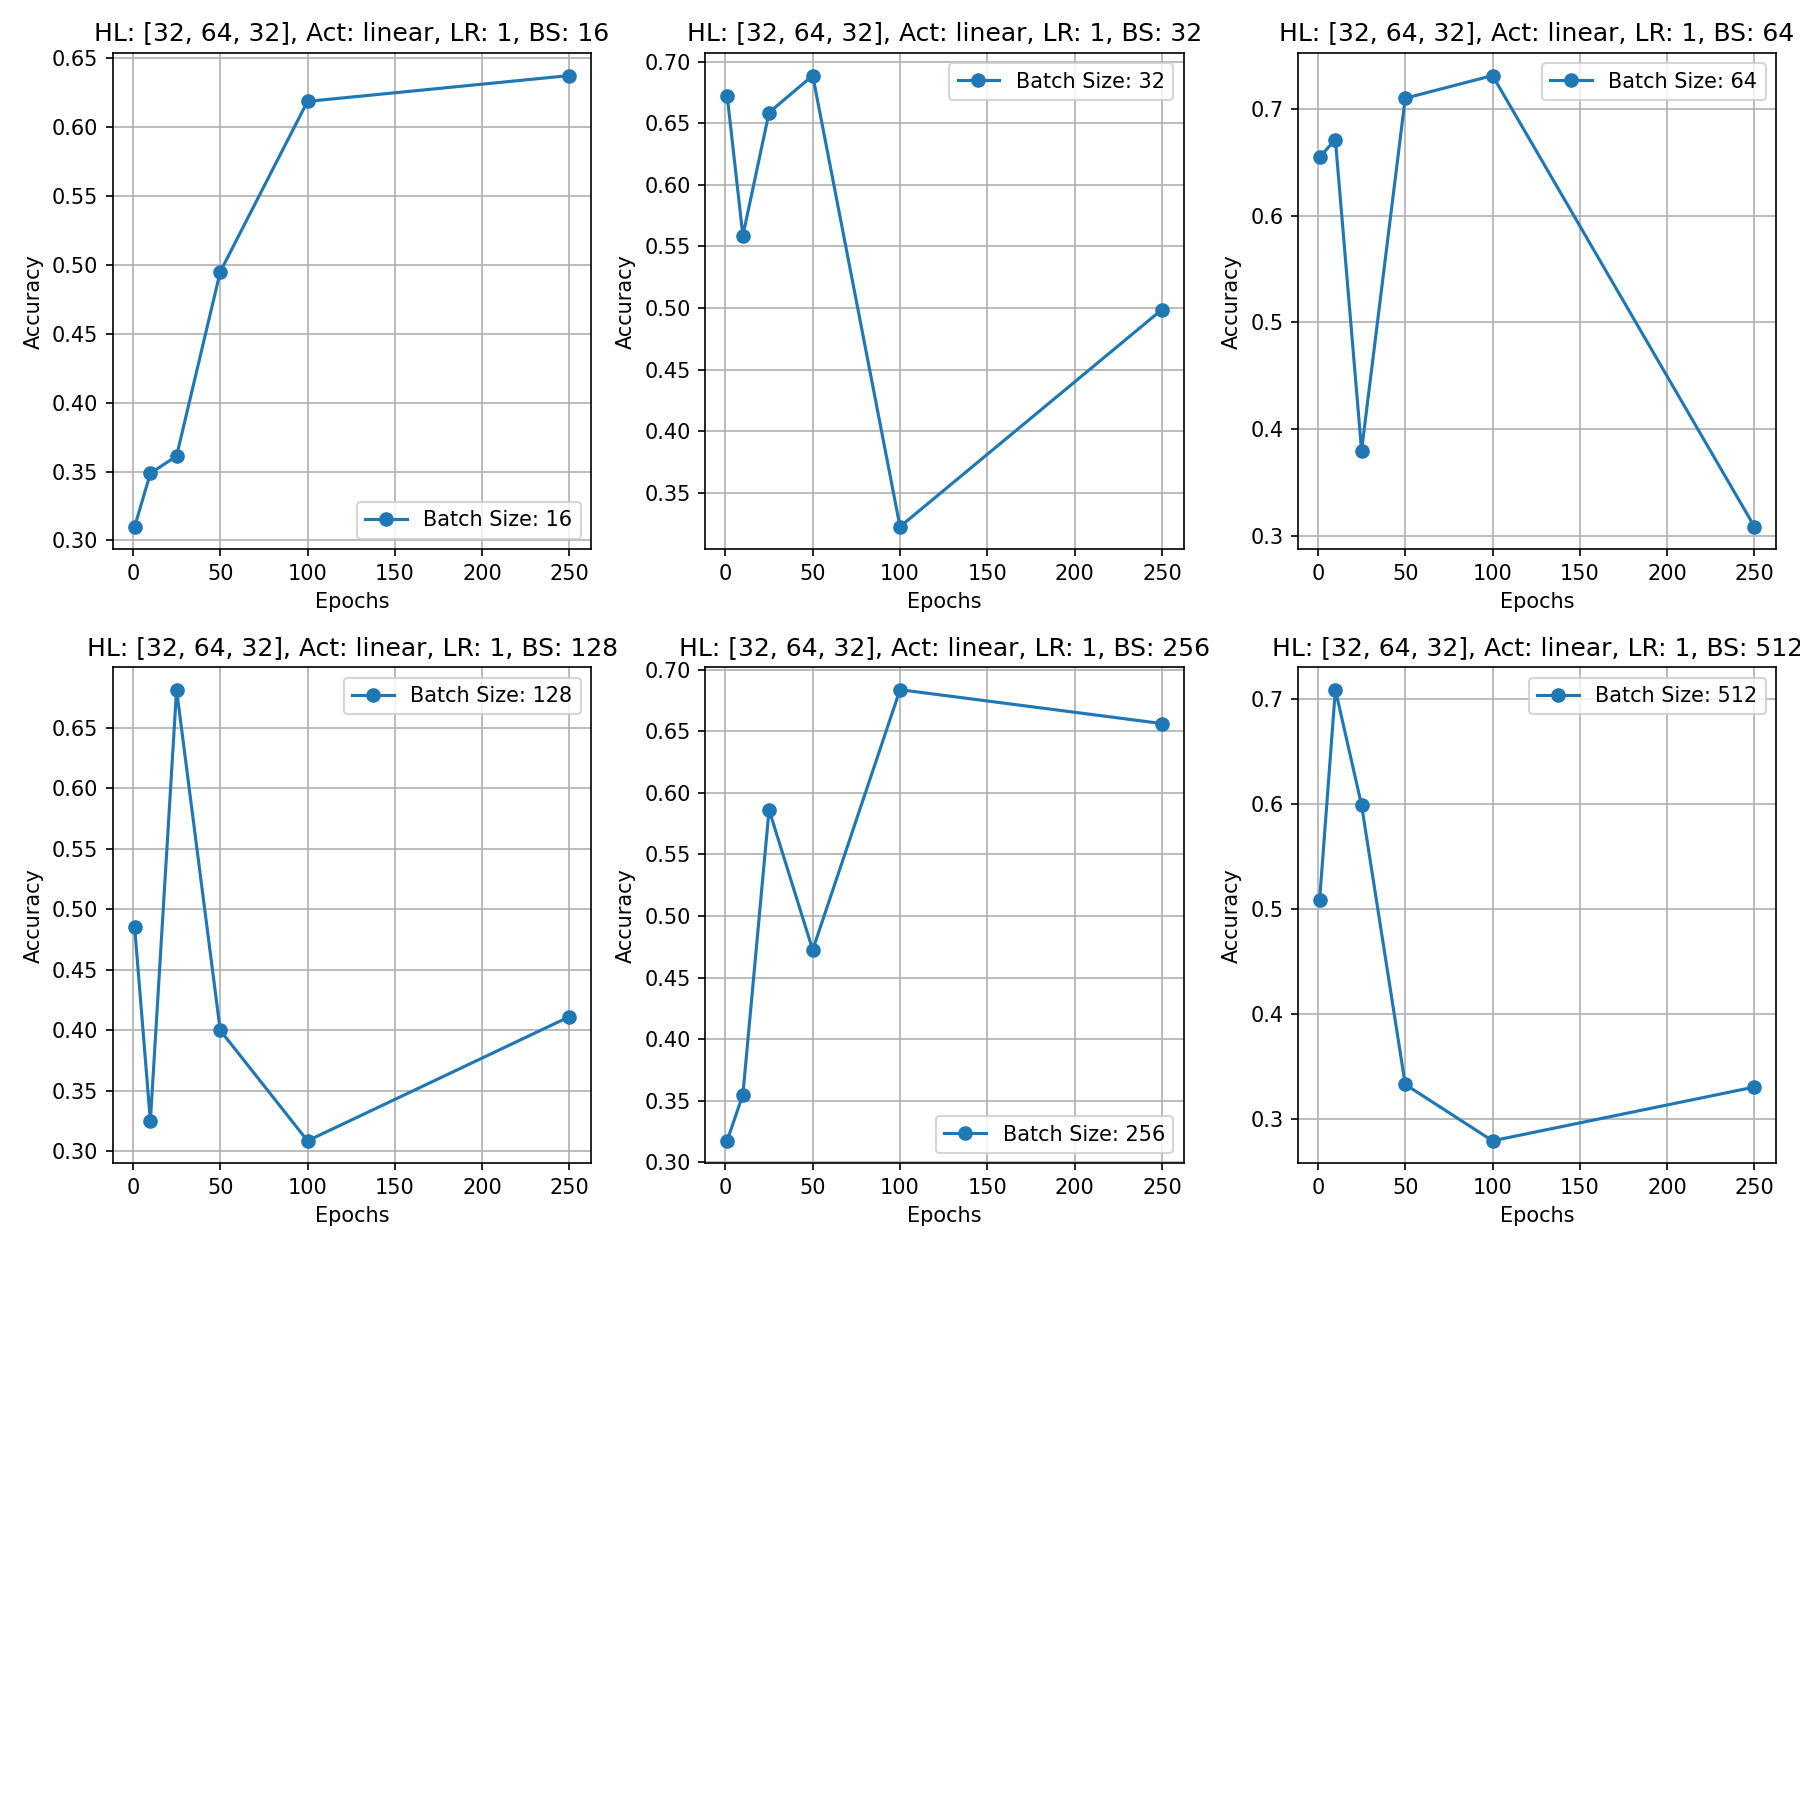 HL: [32, 64, 32], Act: linear, LR: 1, BS: 16
0.65
0.60
0.55
0.50
0.45
0.40
0.35
0.30
Accuracy
Batch Size: 16
0 50 100 150 200 250
Epochs
HL: [32, 64, 32], Act: linear, LR: 1, BS: 32
0.70
0.65
0.60
0.55
0.50
0.45
0.40
0.35
Accuracy
Batch Size: 32
0 50 100 150 200 250
Epochs
HL: [32, 64, 32], Act: linear, LR: 1, BS: 64
0.7
0.6
0.5
0.4
0.3
Accuracy
Batch Size: 64
0 50 100 150 200 250
Epochs
HL: [32, 64, 32], Act: linear, LR: 1, BS: 128
0.65
0.60
0.55
0.50
0.45
0.40
0.35
0.30
Accuracy
Batch Size: 128
0 50 100 150 200 250
Epochs
HL: [32, 64, 32], Act: linear, LR: 1, BS: 256
0.70
0.65
0.60
0.55
0.50
0.45
0.40
0.35
0.30
Accuracy
Batch Size: 256
0 50 100 150 200 250
Epochs
HL: [32, 64, 32], Act: linear, LR: 1, BS: 512
0.7
0.6
0.5
0.4
0.3
Accuracy
Batch Size: 512
0 50 100 150 200 250
Epochs